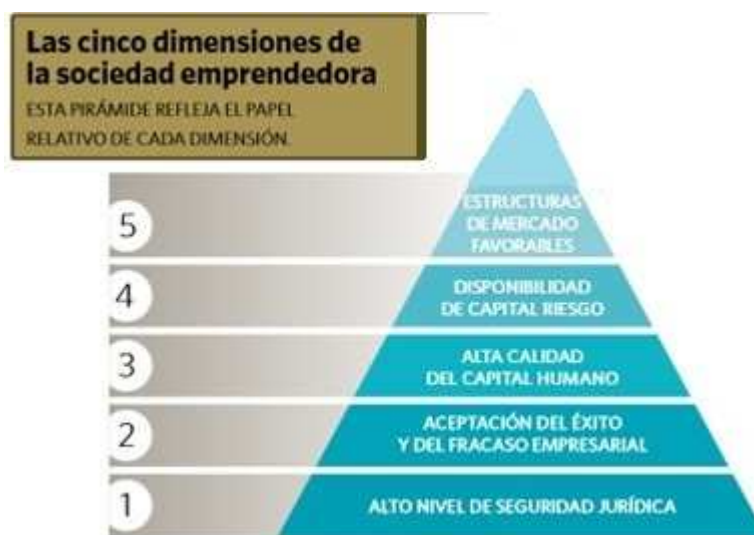 Las cinco dimensiones de
la sociedad emprendedora
ESTA PIRÁMIDE REFLEJA EL PAPEL
RELATIVO DE CADA DIMENSIÓN.
5
ESTRUCTURAS
DE MERCADO
FAVORABLES
4
DISPONIBILIDAD
DE CAPITAL RIESGO
3
ALTA CALIDAD
DEL CAPITAL HUMANO
2
ACEPTACIÓN DEL ÉXITO
Y DEL FRACASO EMPRESARIAL
1
ALTO NIVEL DE SEGURIDAD JURÍDICA